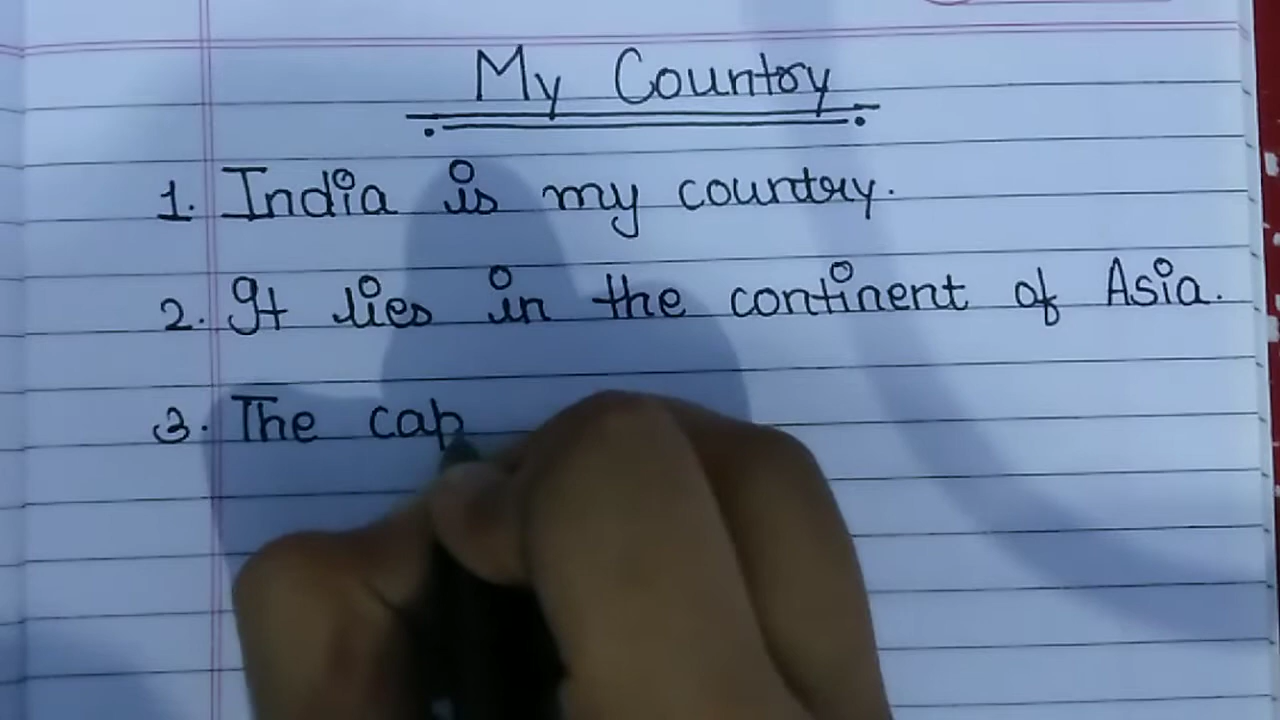 My Country
1. India is my country.
2. It lies in the continent of Asia.
3. The cap